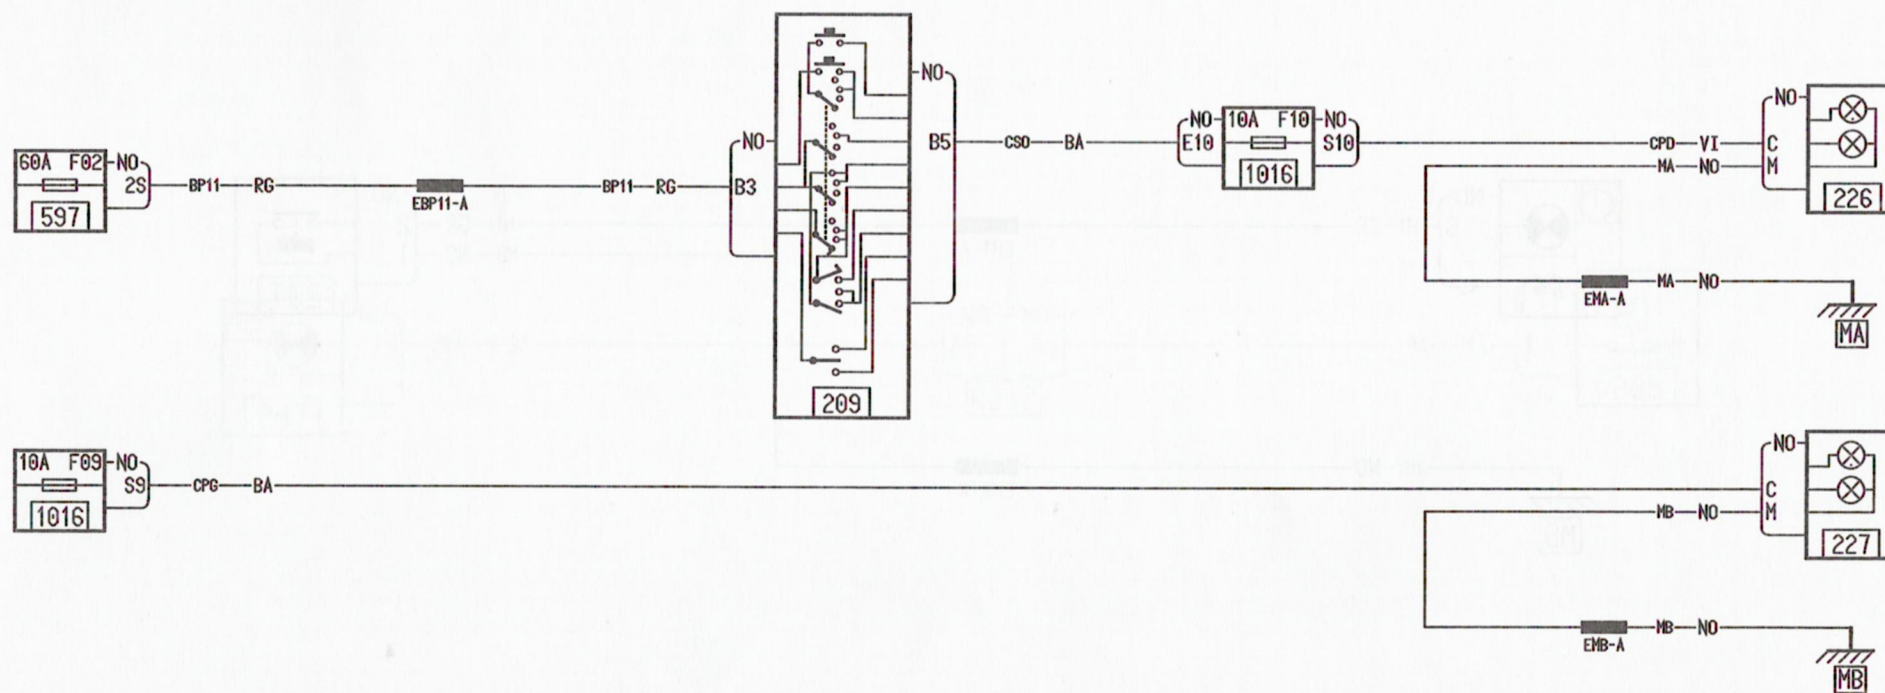 60A F02 NO
2S
597
BP11 RG
EBP11-A
BP11 RG
NO
B3
209
NO
B5
CSO BA
NO
E10
10A F10
1016
NO
S10
CPD VI
MA NO
NO
C
M
226
EMA-A
MA NO
MA
10A F09 NO
S9
1016
CPG BA
NO
C
M
MB NO
227
EMB-A
MB NO
MB